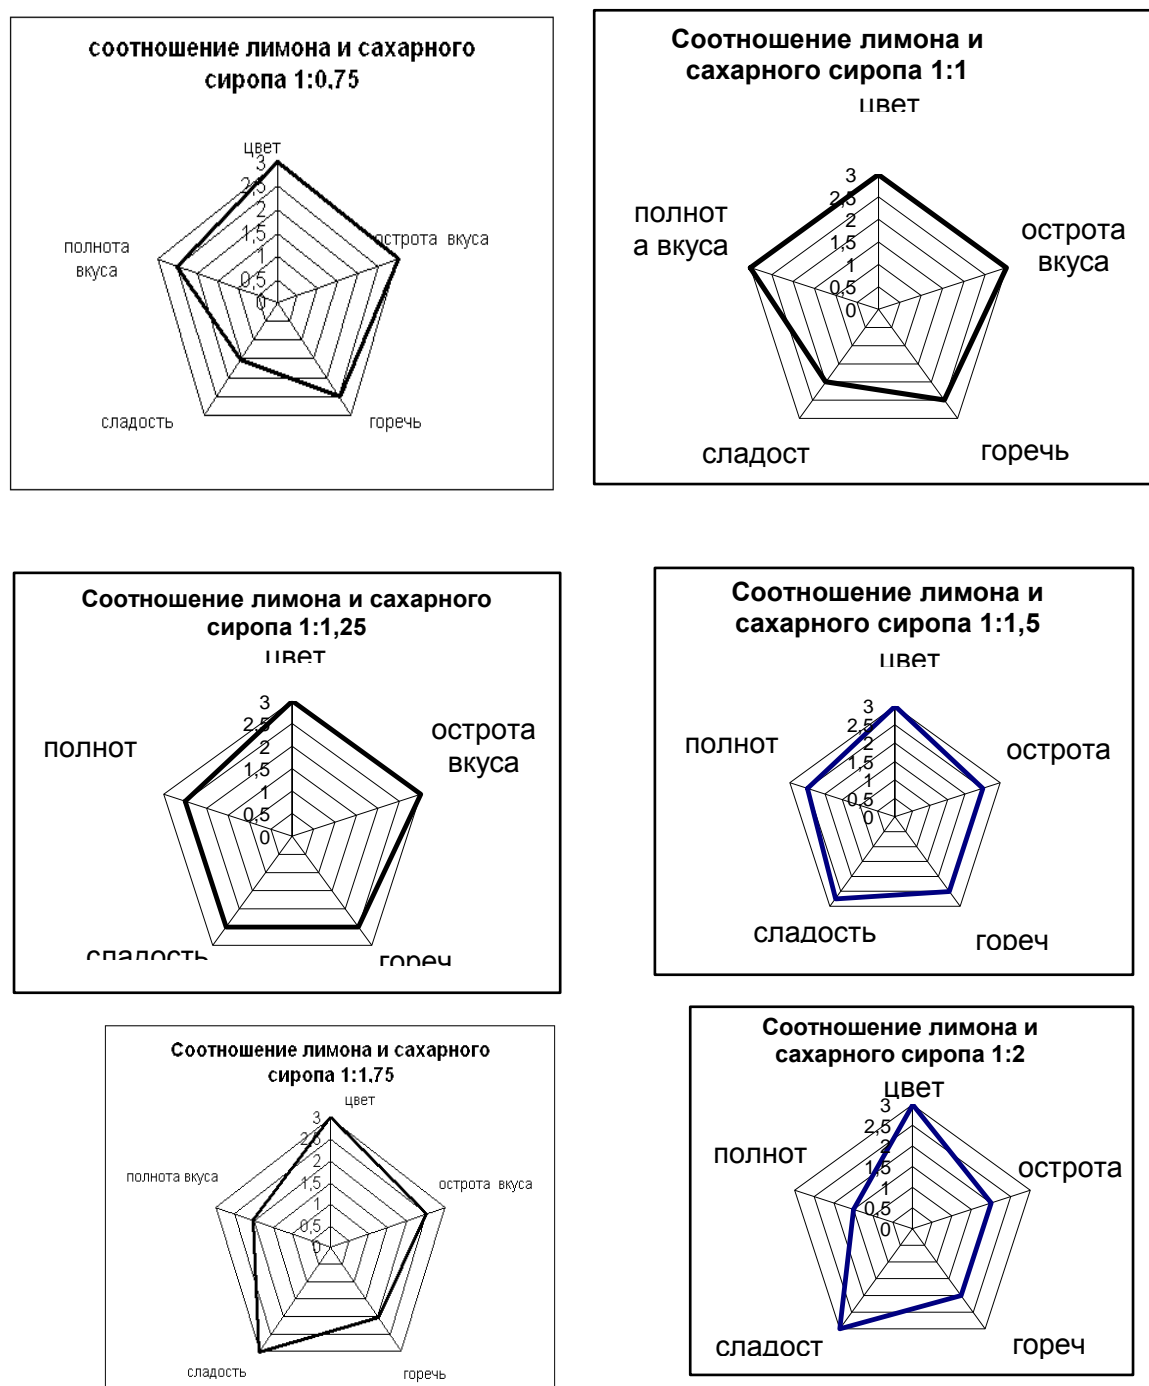 соотношение лимона и сахарного
сиропа 1:0,75
цвет
3
2,5
2
1,5
1
0,5
0
острота вкуса
полнота
вкуса
сладость
горечь
Соотношение лимона и
сахарного сиропа 1:1
цвет
3
2,5
2
1,5
1
0,5
0
полнот
а вкуса
острота
вкуса
сладост
горечь
Соотношение лимона и сахарного
сиропа 1:1,25
цвет
3
2,5
2
1,5
1
0,5
0
полнот
острота
вкуса
сладость
гореч
Соотношение лимона и
сахарного сиропа 1:1,5
цвет
3
2,5
2
1,5
1
0,5
0
полнот
острота
сладость
гореч
Соотношение лимона и сахарного
сиропа 1:1,75
цвет
3
2,5
2
1,5
1
0,5
0
полнота вкуса
острота вкуса
сладость
горечь
Соотношение лимона и
сахарного сиропа 1:2
цвет
3
2,5
2
1,5
1
0,5
0
полнот
острота
сладост
гореч